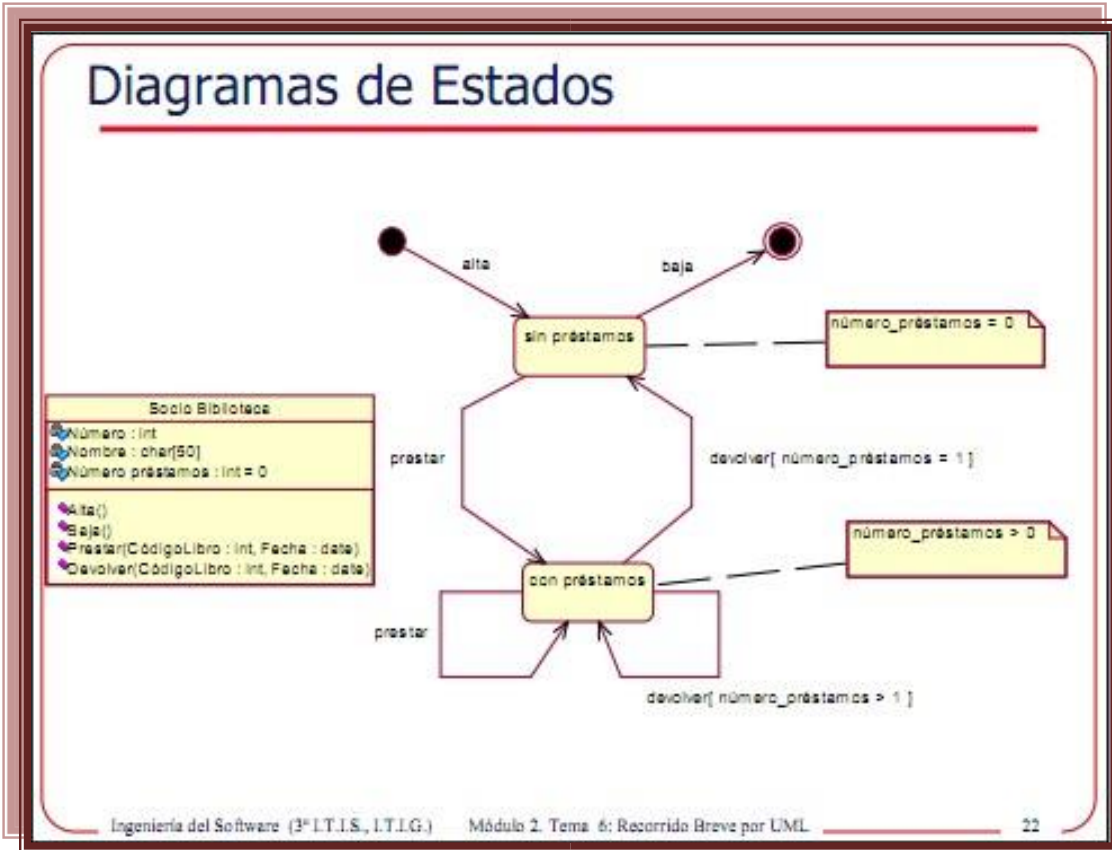 Diagramas de Estados
alta
baja
sin préstamos
número_préstamos = 0
Socio Biblioteca
Número : int
Nombre : char[50]
Número préstamos : int = 0
Alta()
Baja()
Prestar(CódigoLibro : int, Fecha : date)
Devolver(CódigoLibro : int, Fecha : date)
prestar
devolver[ número_préstamos = 1 ]
número_préstamos > 0
con préstamos
prestar
devolver[ número_préstamos > 1 ]
Ingeniería del Software (3º I.T.I.S., I.T.I.G.) Módulo 2. Tema 6: Recorrido Breve por UML 22